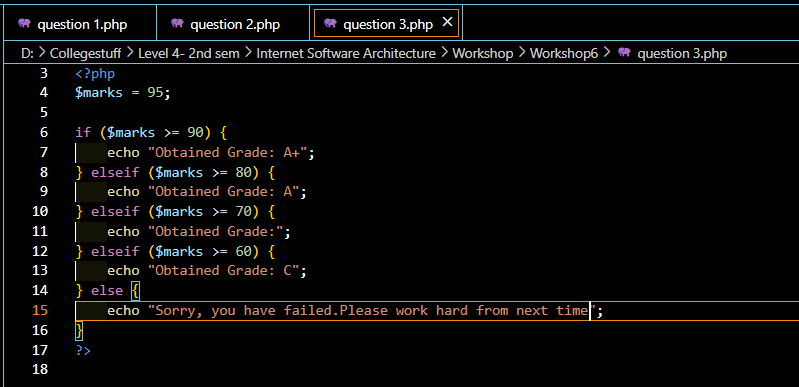 question 1.php question 2.php question 3.php ×
D: > Collegestuff > Level 4- 2nd sem > Internet Software Architecture > Workshop > Workshop6 > question 3.php
3 <?php
4 $marks = 95;
5
6 if ($marks >= 90) {
7 echo "Obtained Grade: A+";
8 } elseif ($marks >= 80) {
9 echo "Obtained Grade: A";
10 } elseif ($marks >= 70) {
11 echo "Obtained Grade:";
12 } elseif ($marks >= 60) {
13 echo "Obtained Grade: C";
14 } else {
15 echo "Sorry, you have failed.Please work hard from next time";
16 }
17 ?>
18